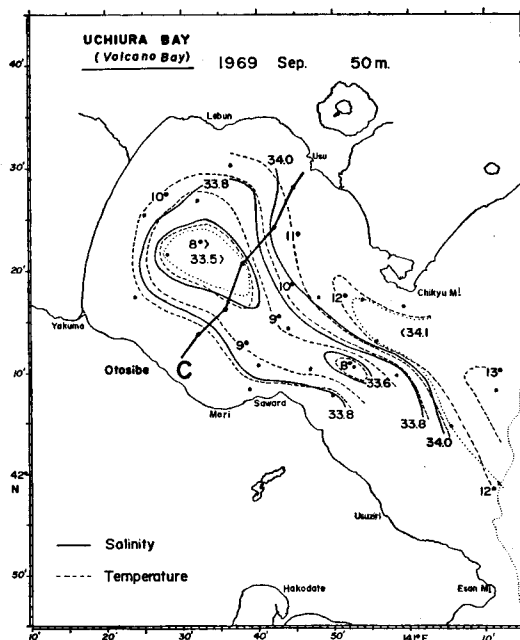 UCHIURA BAY
(Volcano Bay)
1969 Sep. 50 m.
40'
Lebun
30'
34.0
Usu
10°
33.8
11°
8°>
33.5>
20'
10°
12°
Chikyu Mi.
<34.1
Yakumo
9°
9°
Otosibe
C
10'
8°
33.6
13°
Mori
Sawara
33.8
33.8
34.0
42°
N
12°
Usuziri
Salinity
Temperature
50'
Hakodate
Esan Mi.
20' 30' 40' 50' 141°E 10'